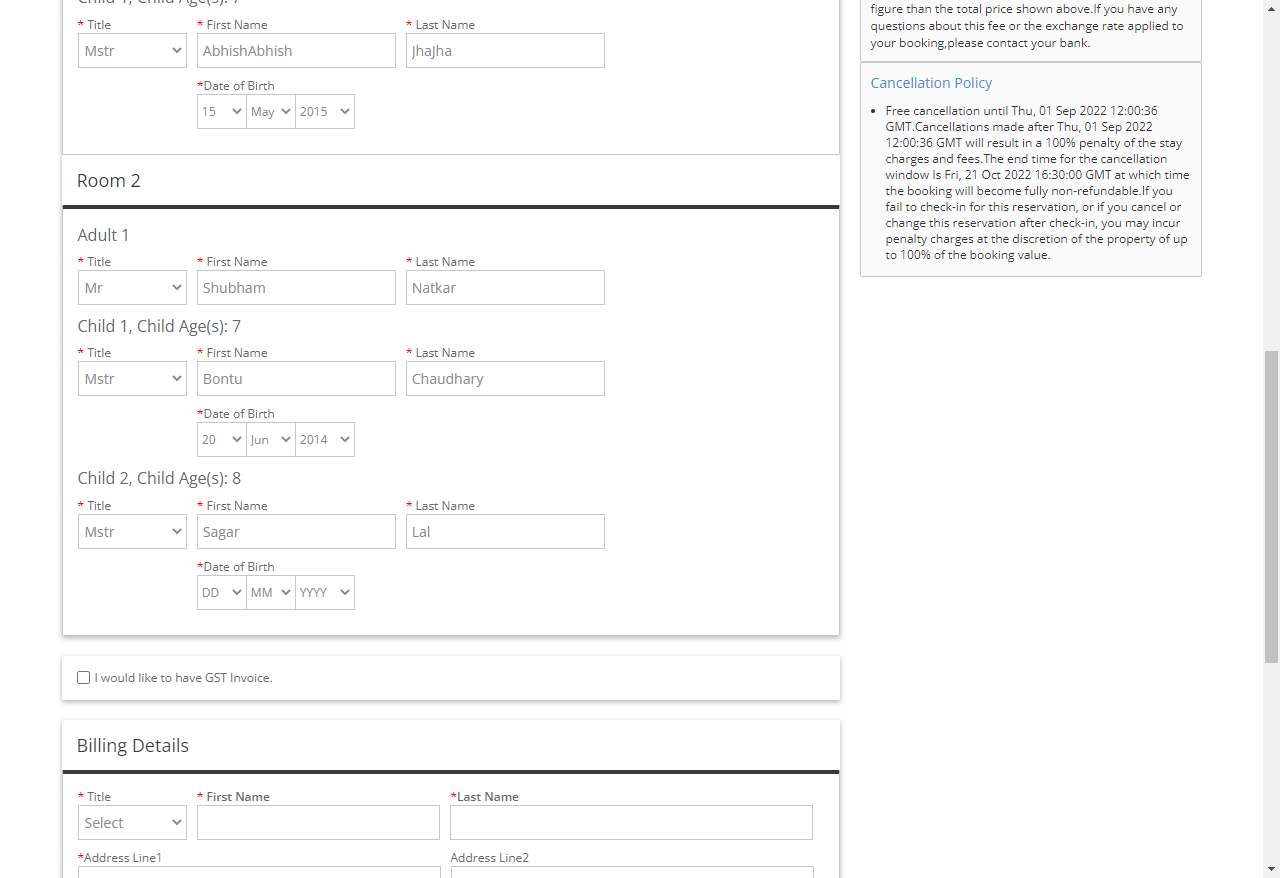 Child 1, Child Age(s): 7
* Title
* First Name
* Last Name
Mstr
AbhishAbhish
JhaJha
*Date of Birth
15
May
2015
Room 2
Adult 1
* Title
* First Name
* Last Name
Mr
Shubham
Natkar
Child 1, Child Age(s): 7
* Title
* First Name
* Last Name
Mstr
Bontu
Chaudhary
*Date of Birth
20
Jun
2014
Child 2, Child Age(s): 8
* Title
* First Name
* Last Name
Mstr
Sagar
Lal
*Date of Birth
DD
MM
YYYY
I would like to have GST Invoice.
Billing Details
* Title
* First Name
*Last Name
Select
*Address Line1
Address Line2
figure than the total price shown above.If you have any
questions about this fee or the exchange rate applied to
your booking,please contact your bank.
Cancellation Policy
• Free cancellation until Thu, 01 Sep 2022 12:00:36
GMT.Cancellations made after Thu, 01 Sep 2022
12:00:36 GMT will result in a 100% penalty of the stay
charges and fees.The end time for the cancellation
window Is Fri, 21 Oct 2022 16:30:00 GMT at which time
the booking will become fully non-refundable.If you
fail to check-in for this reservation, or if you cancel or
change this reservation after check-in, you may incur
penalty charges at the discretion of the property of up
to 100% of the booking value.